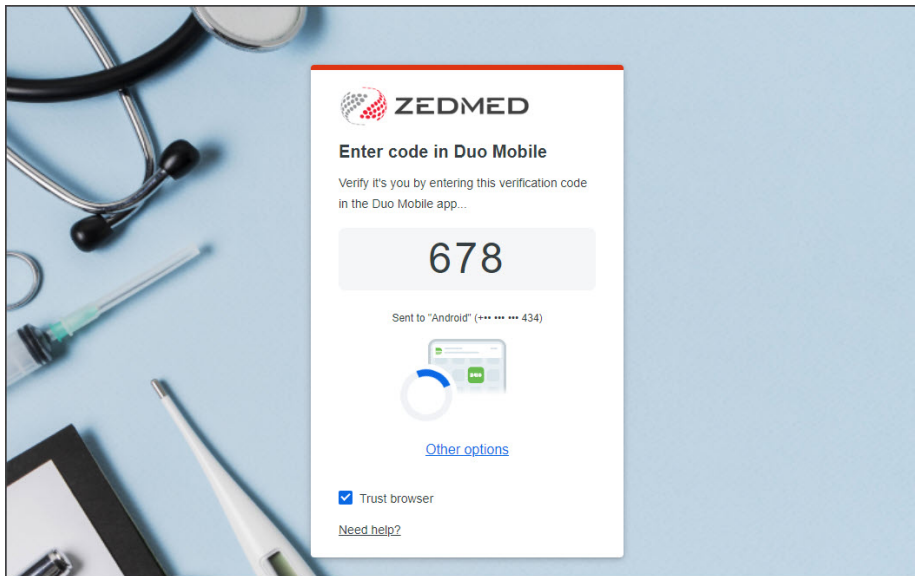 ZEDMED
Enter code in Duo Mobile
Verify it's you by entering this verification code
in the Duo Mobile app...
678
Sent to "Android" (+•• ••• ••• 434)
DUO
Other options
Trust browser
Need help?